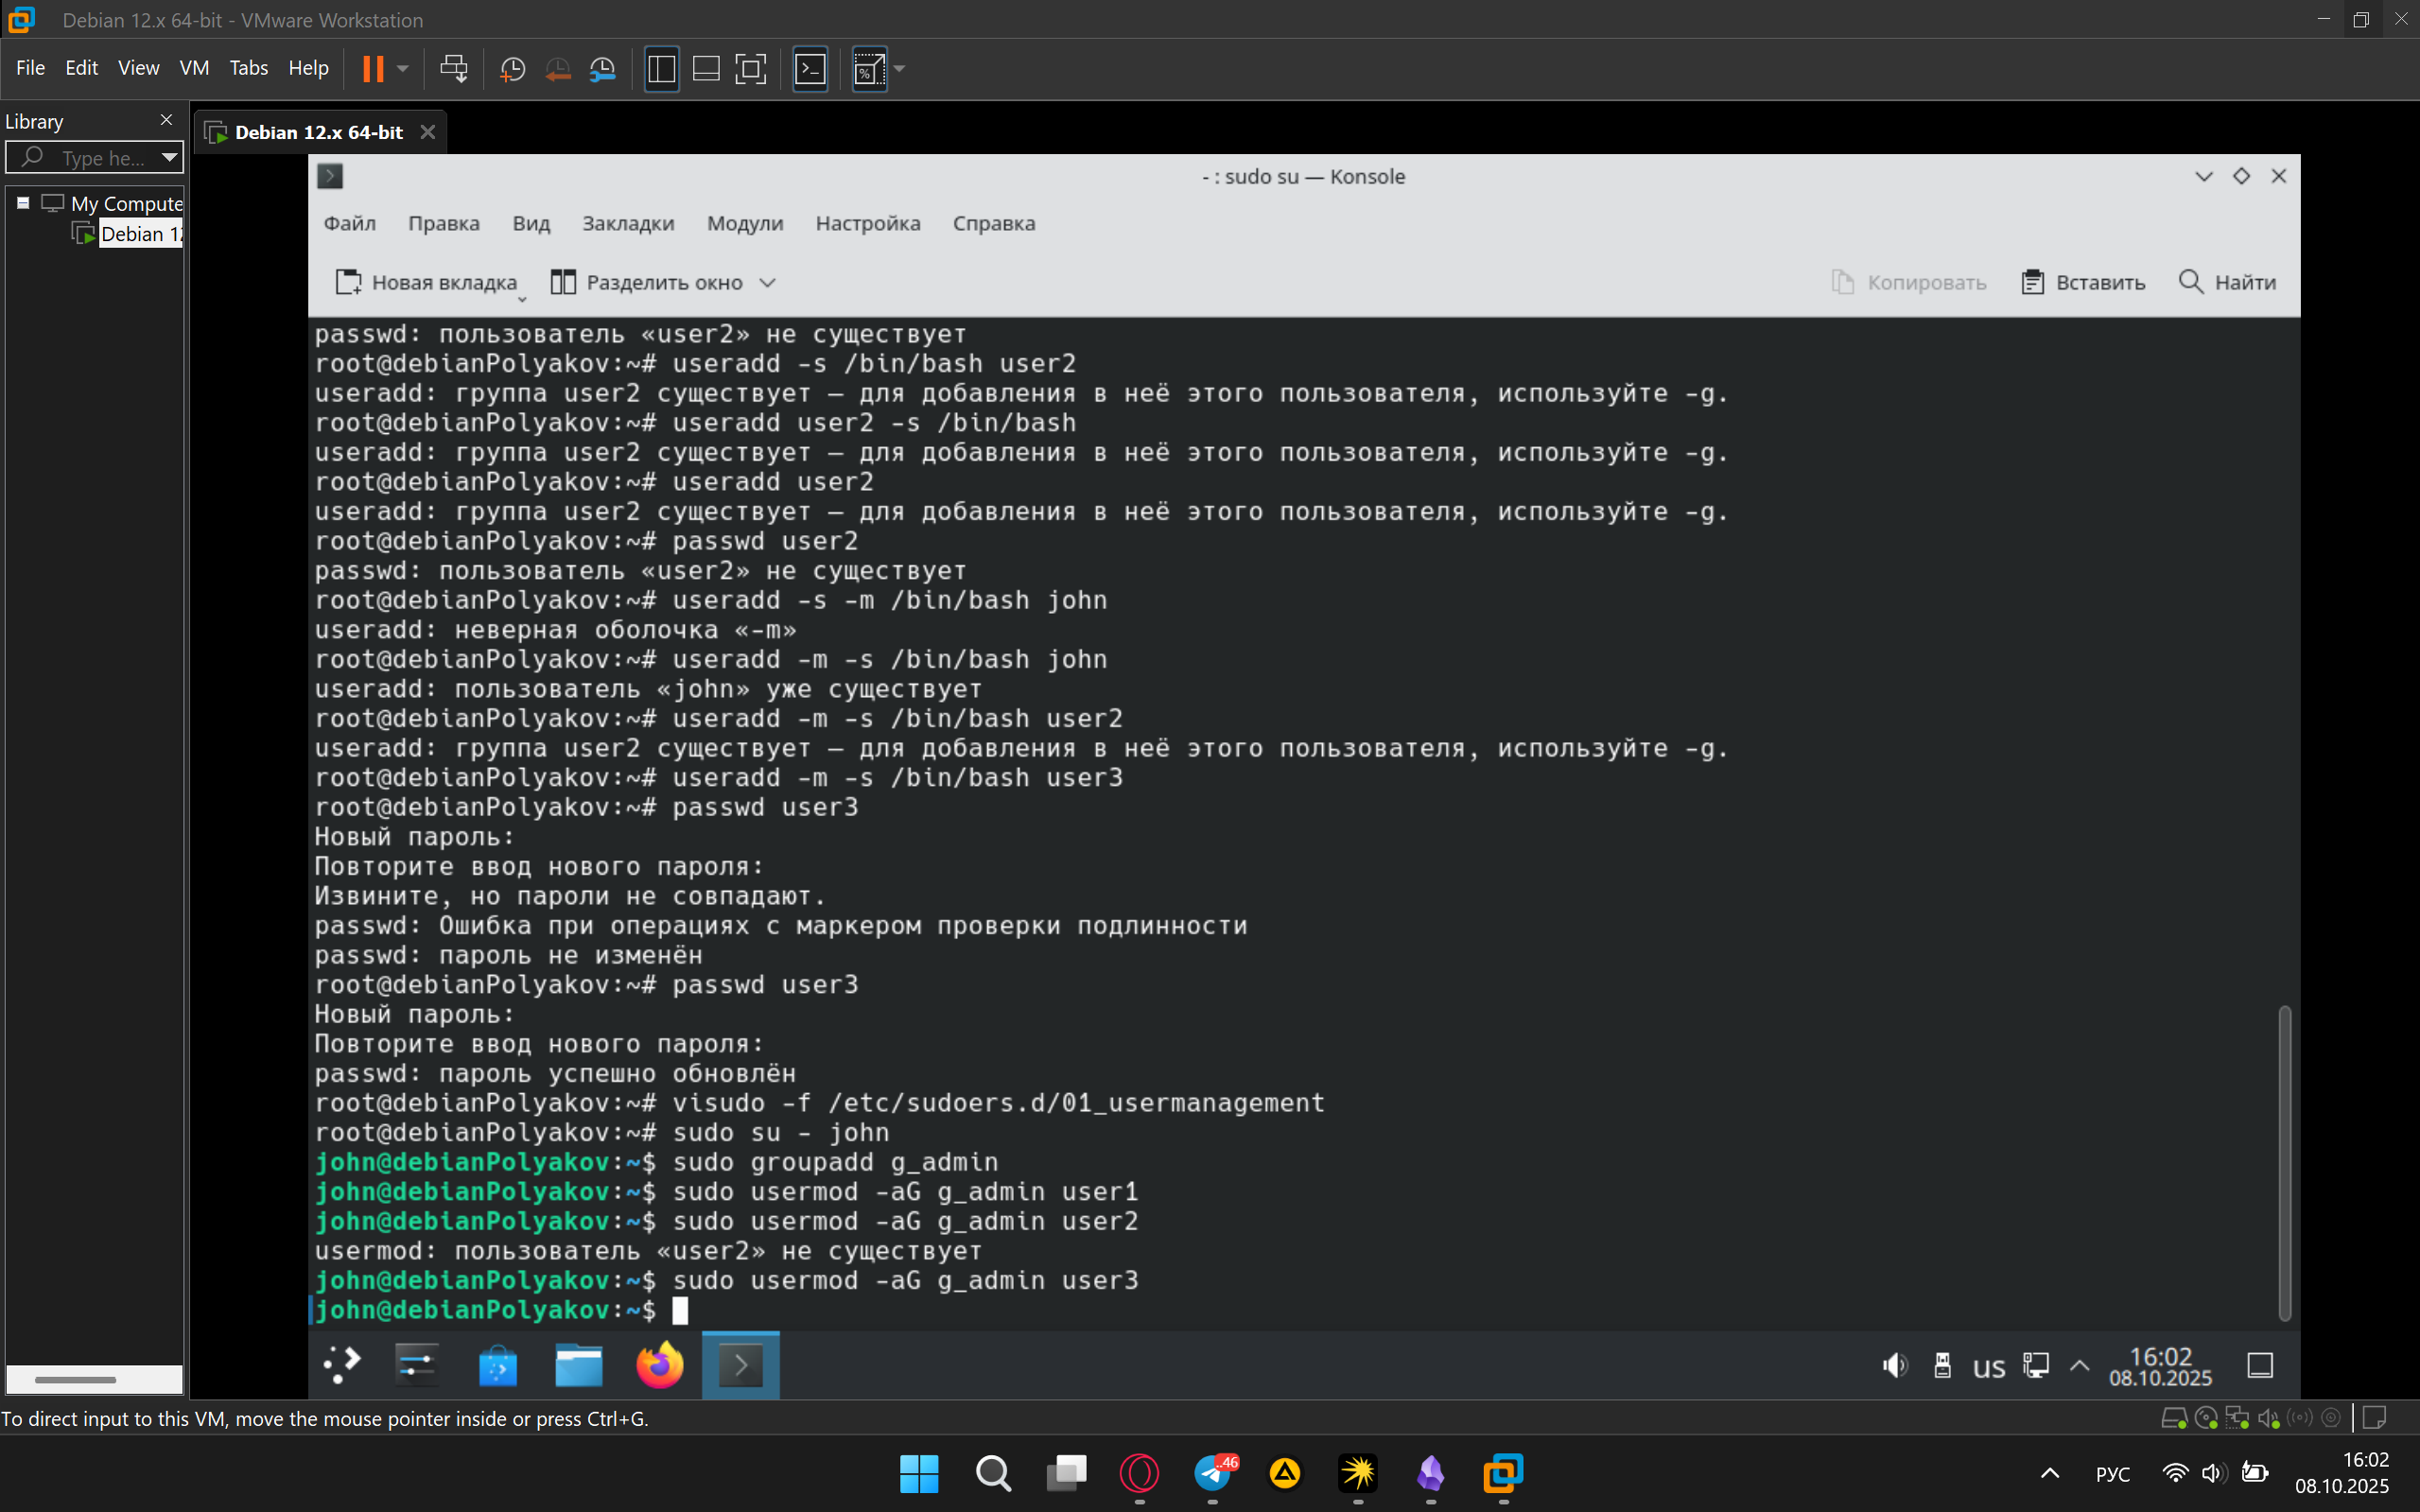 Debian 12.x 64-bit - VMware Workstation
File Edit View VM Tabs Help
Library
Debian 12.x 64-bit
Type he...
My Compute
Debian 12
- : sudo su — Konsole
Файл Правка Вид Закладки Модули Настройка Справка
Новая вкладка Разделить окно Копировать Вставить Найти
passwd: пользователь «user2» не существует
root@debianPolyakov:~# useradd -s /bin/bash user2
useradd: группа user2 существует — для добавления в неё этого пользователя, используйте -g.
root@debianPolyakov:~# useradd user2 -s /bin/bash
useradd: группа user2 существует — для добавления в неё этого пользователя, используйте -g.
root@debianPolyakov:~# useradd user2
useradd: группа user2 существует — для добавления в неё этого пользователя, используйте -g.
root@debianPolyakov:~# passwd user2
passwd: пользователь «user2» не существует
root@debianPolyakov:~# useradd -s -m /bin/bash john
useradd: неверная оболочка «-m»
root@debianPolyakov:~# useradd -m -s /bin/bash john
useradd: пользователь «john» уже существует
root@debianPolyakov:~# useradd -m -s /bin/bash user2
useradd: группа user2 существует — для добавления в неё этого пользователя, используйте -g.
root@debianPolyakov:~# useradd -m -s /bin/bash user3
root@debianPolyakov:~# passwd user3
Новый пароль:
Повторите ввод нового пароля:
Извините, но пароли не совпадают.
passwd: Ошибка при операциях с маркером проверки подлинности
passwd: пароль не изменён
root@debianPolyakov:~# passwd user3
Новый пароль:
Повторите ввод нового пароля:
passwd: пароль успешно обновлён
root@debianPolyakov:~# visudo -f /etc/sudoers.d/01_usermanagement
root@debianPolyakov:~# sudo su - john
john@debianPolyakov:~$ sudo groupadd g_admin
john@debianPolyakov:~$ sudo usermod -aG g_admin user1
john@debianPolyakov:~$ sudo usermod -aG g_admin user2
usermod: пользователь «user2» не существует
john@debianPolyakov:~$ sudo usermod -aG g_admin user3
john@debianPolyakov:~$
us 16:02
08.10.2025
To direct input to this VM, move the mouse pointer inside or press Ctrl+G.
..46
РУС 16:02
08.10.2025